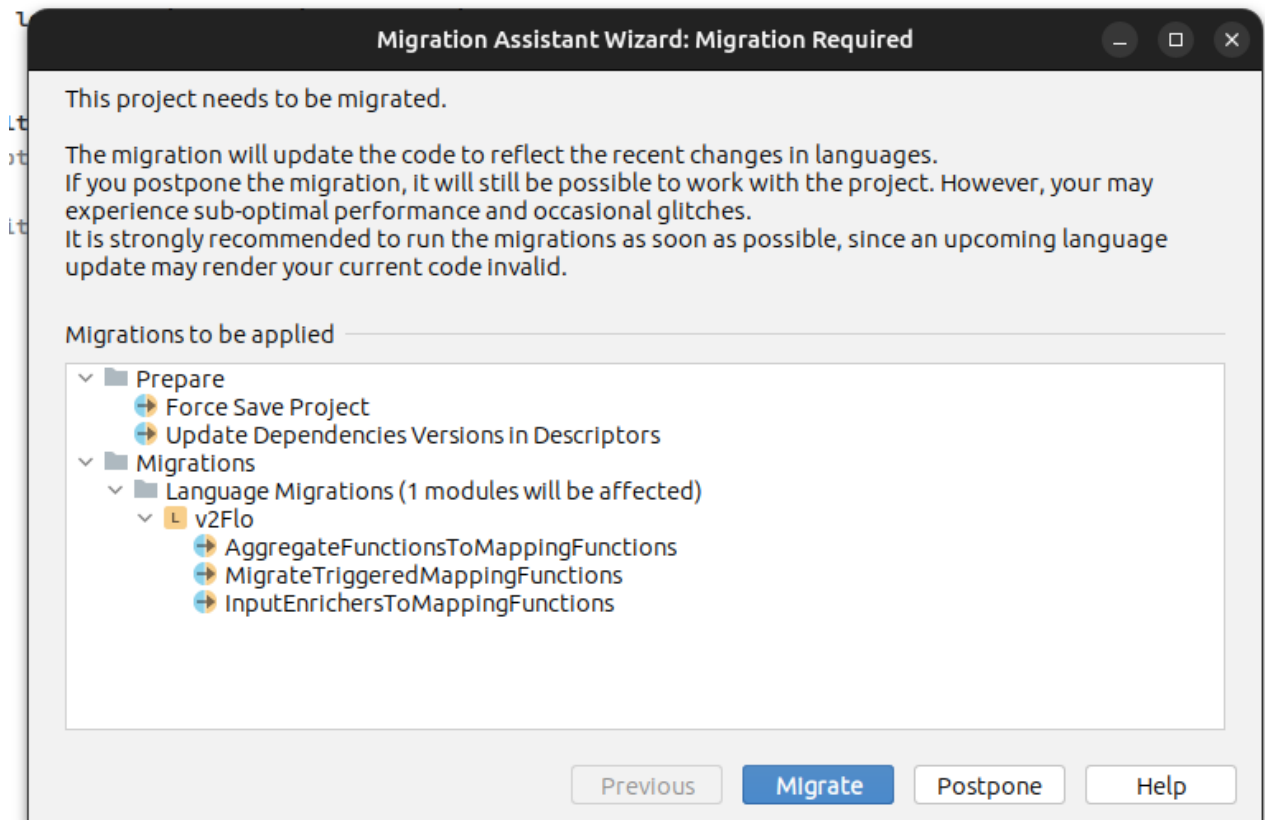 Migration Assistant Wizard: Migration Required
This project needs to be migrated.
The migration will update the code to reflect the recent changes in languages.
If you postpone the migration, it will still be possible to work with the project. However, your may
experience sub-optimal performance and occasional glitches.
It is strongly recommended to run the migrations as soon as possible, since an upcoming language
update may render your current code invalid.
Migrations to be applied
Prepare
Force Save Project
Update Dependencies Versions in Descriptors
Migrations
Language Migrations (1 modules will be affected)
L v2Flo
AggregateFunctionsToMappingFunctions
MigrateTriggeredMappingFunctions
InputEnrichersToMappingFunctions
Previous Migrate Postpone Help